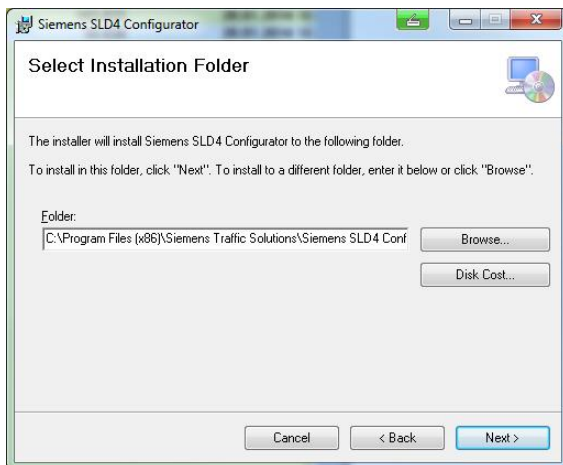 Siemens SLD4 Configurator
Select Installation Folder
The installer will install Siemens SLD4 Configurator to the following folder.
To install in this folder, click "Next". To install to a different folder, enter it below or click "Browse".
Folder:
C:\Program Files (x86)\Siemens Traffic Solutions\Siemens SLD4 Conf
Browse...
Disk Cost...
Cancel
< Back
Next >